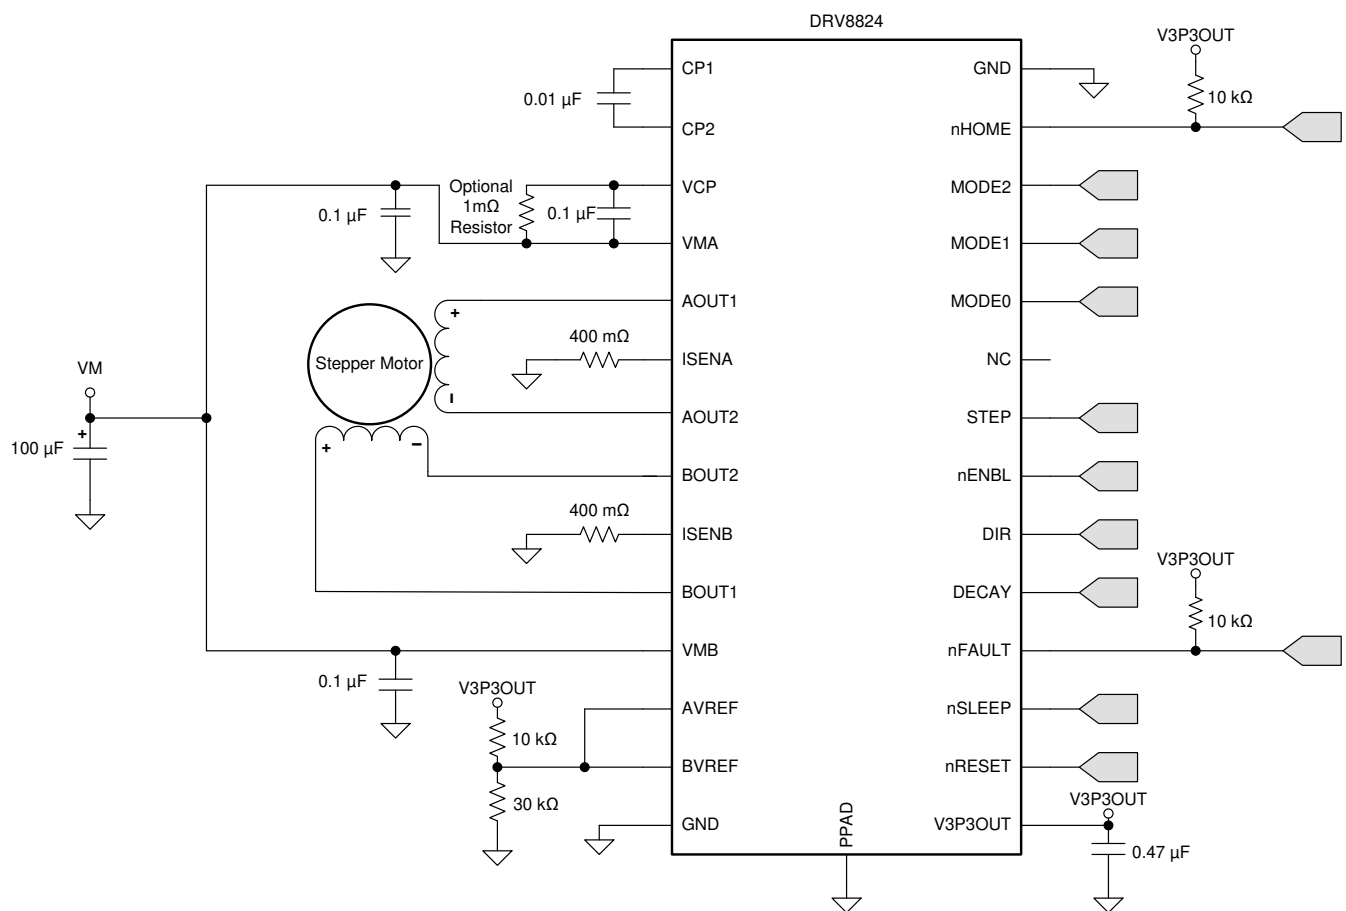 DRV8824
V3P3OUT
CP1
GND
0.01 µF
10 kΩ
CP2
nHOME
Optional
1mΩ
Resistor
VCP
MODE2
0.1 µF
0.1 µF
VMA
MODE1
AOUT1
MODE0
+
400 mΩ
Stepper Motor
ISENA
NC
VM
-
AOUT2
STEP
+
100 µF
+
-
BOUT2
nENBL
400 mΩ
ISENB
DIR
V3P3OUT
BOUT1
DECAY
10 kΩ
VMB
nFAULT
0.1 µF
V3P3OUT
AVREF
nSLEEP
10 kΩ
BVREF
nRESET
30 kΩ
V3P3OUT
GND
PPAD
V3P3OUT
0.47 µF